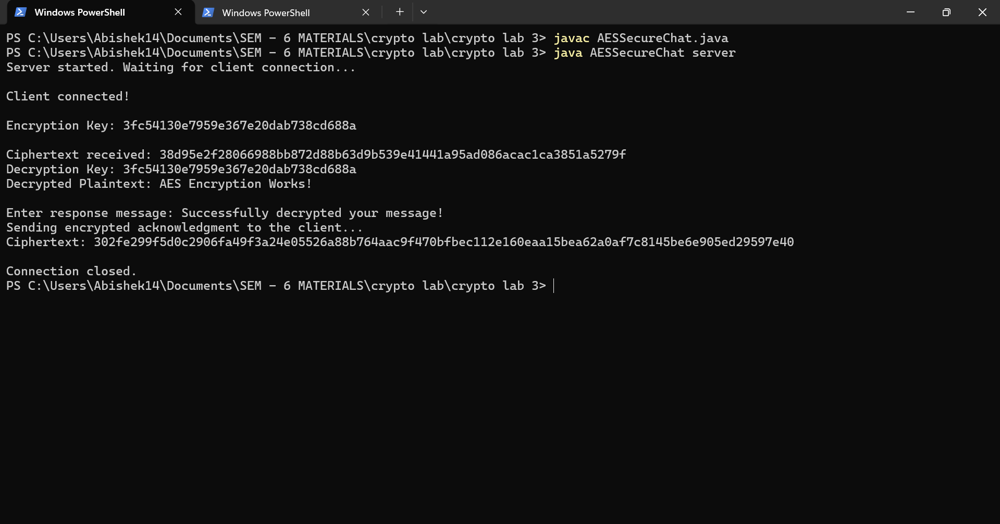 Windows PowerShell
Windows PowerShell
PS C:\Users\Abishek14\Documents\SEM - 6 MATERIALS\crypto lab\crypto lab 3> javac AESSecureChat.java
PS C:\Users\Abishek14\Documents\SEM - 6 MATERIALS\crypto lab\crypto lab 3> java AESSecureChat server
Server started. Waiting for client connection...
Client connected!
Encryption Key: 3fc54130e7959e367e20dab738cd688a
Ciphertext received: 38d95e2f28066988bb872d88b63d9b539e41441a95ad086acac1ca3851a5279f
Decryption Key: 3fc54130e7959e367e20dab738cd688a
Decrypted Plaintext: AES Encryption Works!
Enter response message: Successfully decrypted your message!
Sending encrypted acknowledgment to the client...
Ciphertext: 302fe299f5d0c2906fa49f3a24e05526a88b764aac9f470bfbec112e160eaa15bea62a0af7c8145be6e905ed29597e40
Connection closed.
PS C:\Users\Abishek14\Documents\SEM - 6 MATERIALS\crypto lab\crypto lab 3>